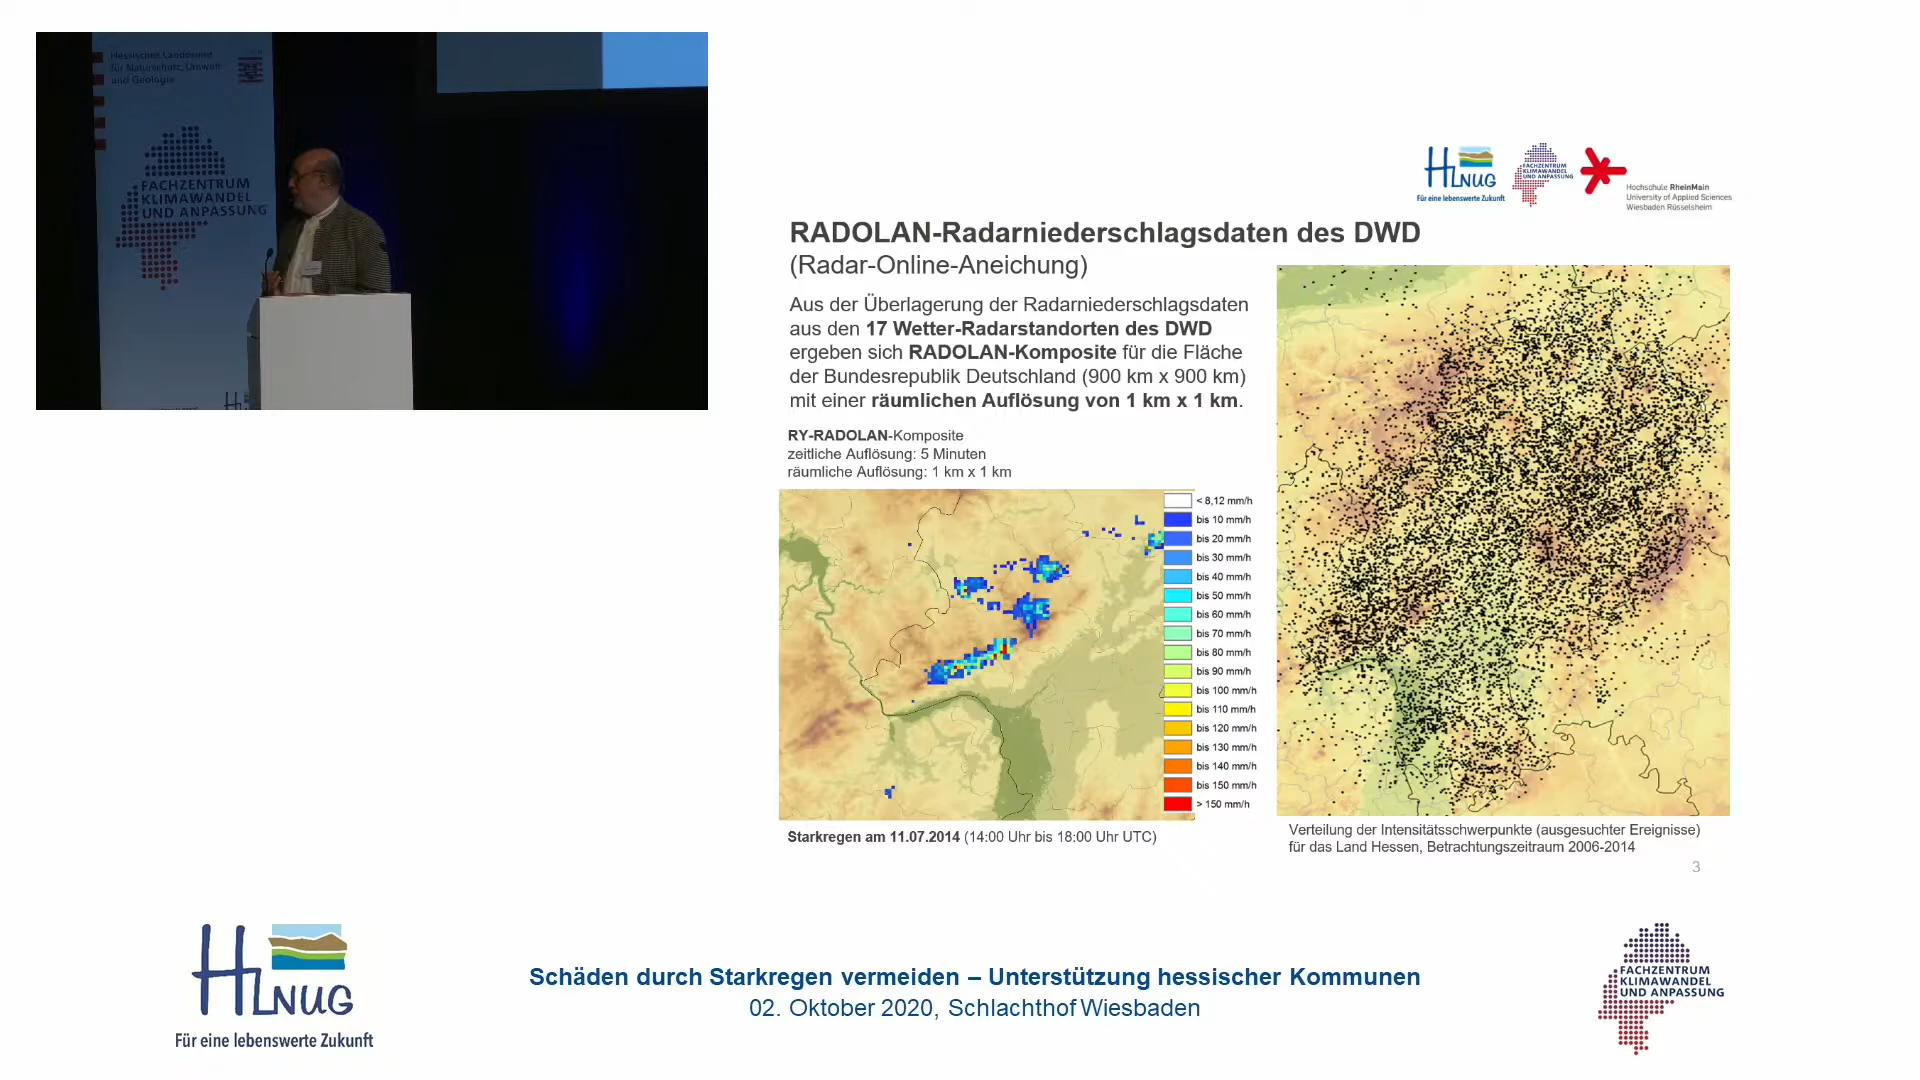 Hessisches Landesamt
für Naturschutz, Umwelt
und Geologie
FACHZENTRUM
KLIMAWANDEL
UND ANPASSUNG
HLNUG
Für eine lebenswerte Zukunft
FACHZENTRUM
KLIMAWANDEL
UND ANPASSUNG
Hochschule RheinMain
University of Applied Sciences
Wiesbaden Rüsselsheim
RADOLAN-Radarniederschlagsdaten des DWD
(Radar-Online-Aneichung)
Aus der Überlagerung der Radarniederschlagsdaten
aus den 17 Wetter-Radarstandorten des DWD
ergeben sich RADOLAN-Komposite für die Fläche
der Bundesrepublik Deutschland (900 km x 900 km)
mit einer räumlichen Auflösung von 1 km x 1 km.
RY-RADOLAN-Komposite
zeitliche Auflösung: 5 Minuten
räumliche Auflösung: 1 km x 1 km
< 8,12 mm/h
bis 10 mm/h
bis 20 mm/h
bis 30 mm/h
bis 40 mm/h
bis 50 mm/h
bis 60 mm/h
bis 70 mm/h
bis 80 mm/h
bis 90 mm/h
bis 100 mm/h
bis 110 mm/h
bis 120 mm/h
bis 130 mm/h
bis 140 mm/h
bis 150 mm/h
> 150 mm/h
Starkregen am 11.07.2014 (14:00 Uhr bis 18:00 Uhr UTC)
Verteilung der Intensitätsschwerpunkte (ausgesuchter Ereignisse)
für das Land Hessen, Betrachtungszeitraum 2006-2014
3
HLNUG
Für eine lebenswerte Zukunft
Schäden durch Starkregen vermeiden – Unterstützung hessischer Kommunen
02. Oktober 2020, Schlachthof Wiesbaden
FACHZENTRUM
KLIMAWANDEL
UND ANPASSUNG